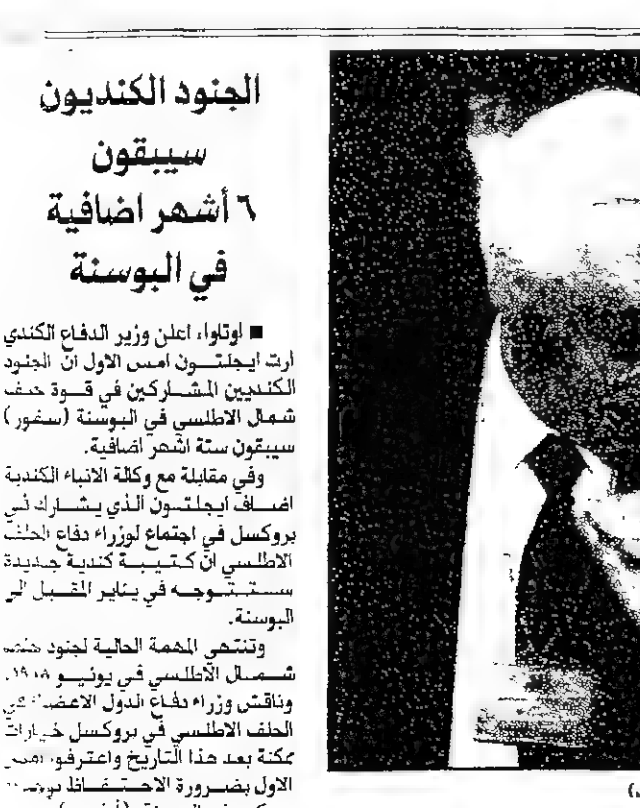 الجنود الكنديون
سيبقون
٦ أشهر اضافية
في البوسنة
■ اوتاوا، اعلن وزير الدفاع الكندي
ارت ايجلتون امس الاول ان الجنود
الكنديين المشاركين في قوة حلف
شمال الاطلسي في البوسنة (سفور)
سيبقون ستة اشهر اضافية.
وفي مقابلة مع وكالة الانباء الكندية
اضاف ايجلتون الذي يشارك في
بروكسل في اجتماع لوزراء دفاع الحلف
الاطلسي ان كتيبة كندية جديدة
ستتوجه في يناير المقبل الى
البوسنة.
وتنتهي المهمة الحالية لجنود حلف
شمال الاطلسي في يونيو ١٩٩٨.
وناقش وزراء دفاع الدول الاعضاء في
الحلف الاطلسي في بروكسل خيارات
ممكنة بعد هذا التاريخ واعترفوا امس
الاول بضرورة الاحتفاظ بوجود